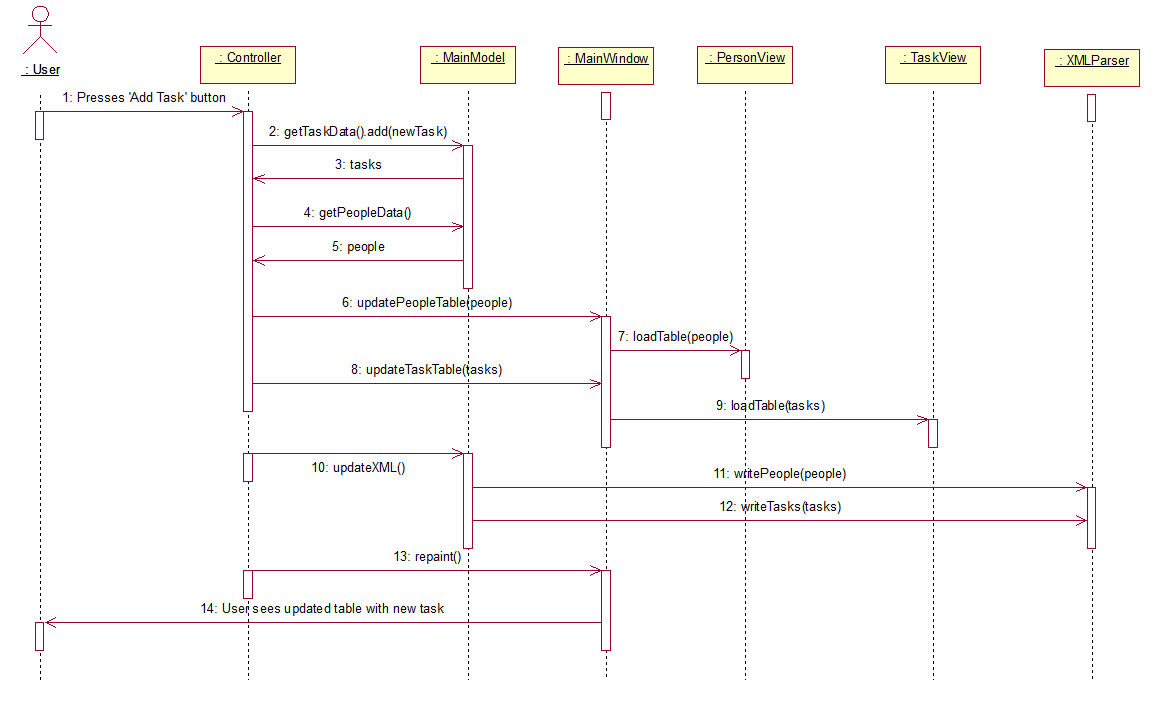 : User
: Controller
: MainModel
: MainWindow
: PersonView
: TaskView
: XMLParser
1: Presses 'Add Task' button
2: getTaskData().add(newTask)
3: tasks
4: getPeopleData()
5: people
6: updatePeopleTable(people)
7: loadTable(people)
8: updateTaskTable(tasks)
9: loadTable(tasks)
10: updateXML()
11: writePeople(people)
12: writeTasks(tasks)
13: repaint()
14: User sees updated table with new task